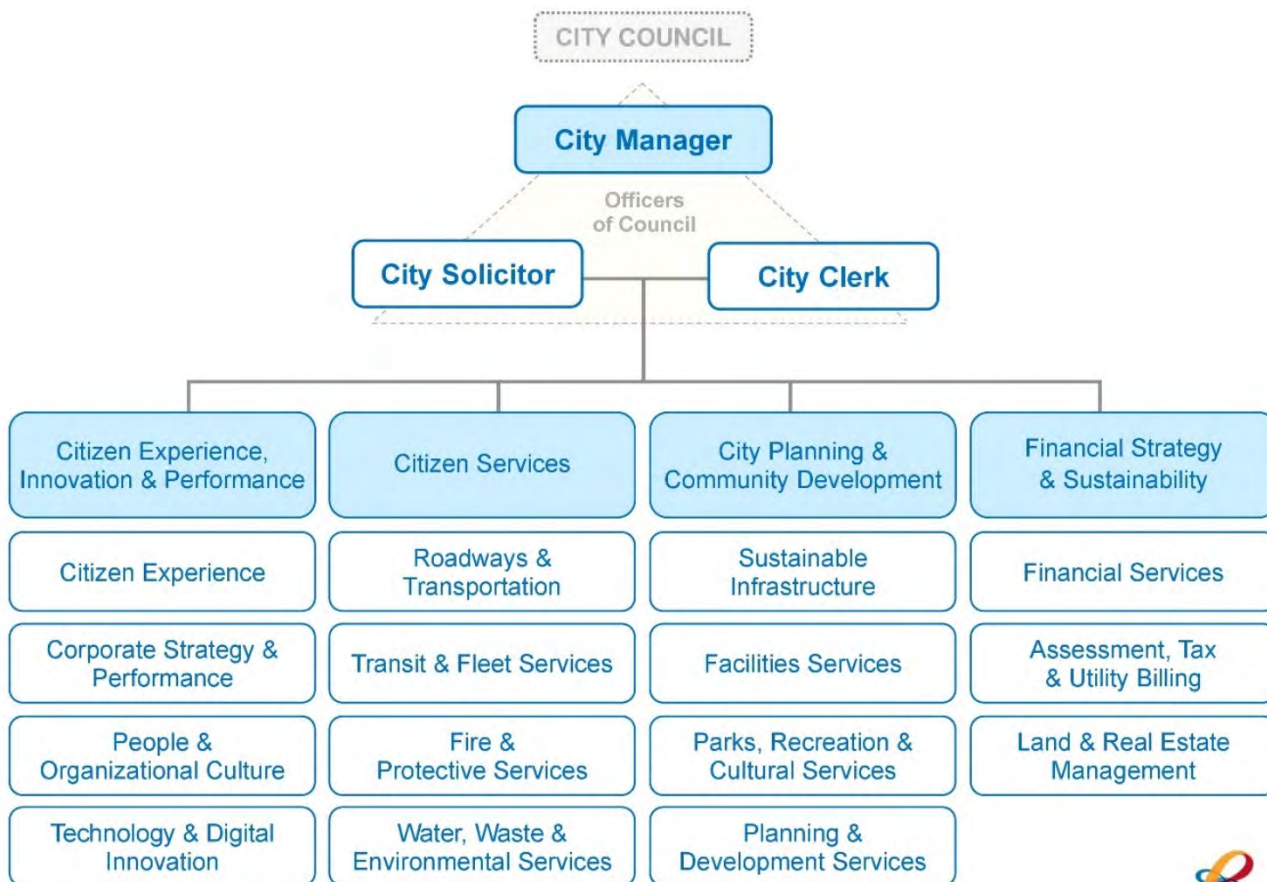 CITY COUNCIL
City Manager
Officers
of Council
City Solicitor
City Clerk
Citizen Experience,
Innovation & Performance
Citizen Services
City Planning &
Community Development
Financial Strategy
& Sustainability
Citizen Experience
Roadways &
Transportation
Sustainable
Infrastructure
Financial Services
Corporate Strategy &
Performance
Transit & Fleet Services
Facilities Services
Assessment, Tax
& Utility Billing
People &
Organizational Culture
Fire &
Protective Services
Parks, Recreation &
Cultural Services
Land & Real Estate
Management
Technology & Digital
Innovation
Water, Waste &
Environmental Services
Planning &
Development Services